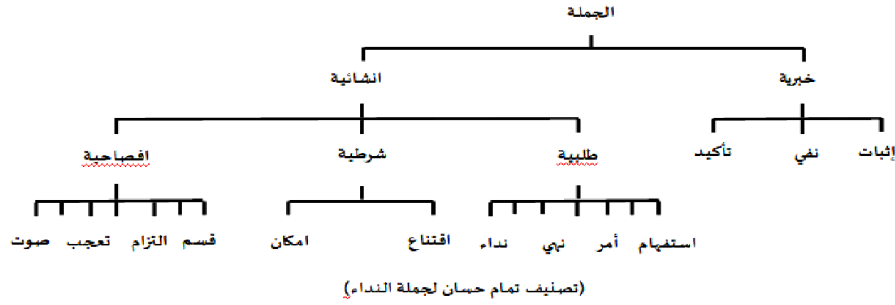 الجملة
خبرية انشائية
إثبات نفي تأكيد طلبية شرطية افصاحية
استفهام أمر نهي نداء اقتناع امكان قسم التزام تعجب صوت
(تصنيف تمام حسان لجملة النداء)